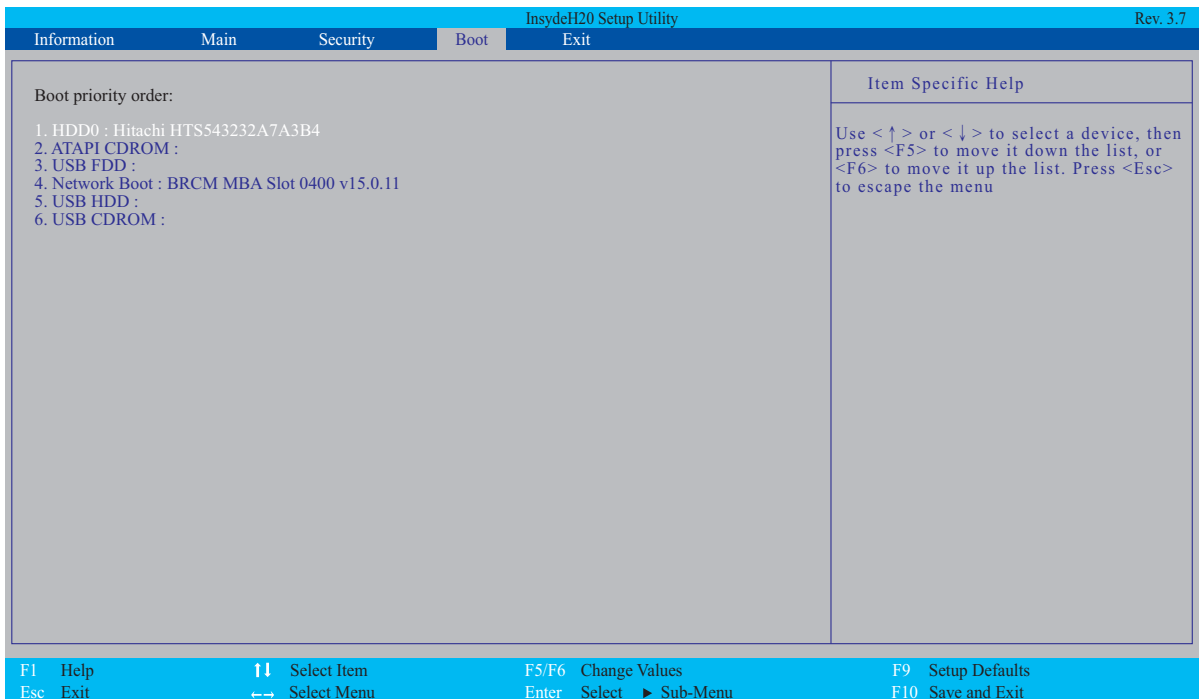 InsydeH20 Setup Utility Rev. 3.7
Information Main Security Boot Exit
Boot priority order:
1. HDD0 : Hitachi HTS543232A7A3B4
2. ATAPI CDROM :
3. USB FDD :
4. Network Boot : BRCM MBA Slot 0400 v15.0.11
5. USB HDD :
6. USB CDROM :
Item Specific Help
Use < ↑ > or < ↓ > to select a device, then
press <F5> to move it down the list, or
<F6> to move it up the list. Press <Esc>
to escape the menu
F1 Help ↑↓ Select Item F5/F6 Change Values F9 Setup Defaults
Esc Exit ←→ Select Menu Enter Select ► Sub-Menu F10 Save and Exit